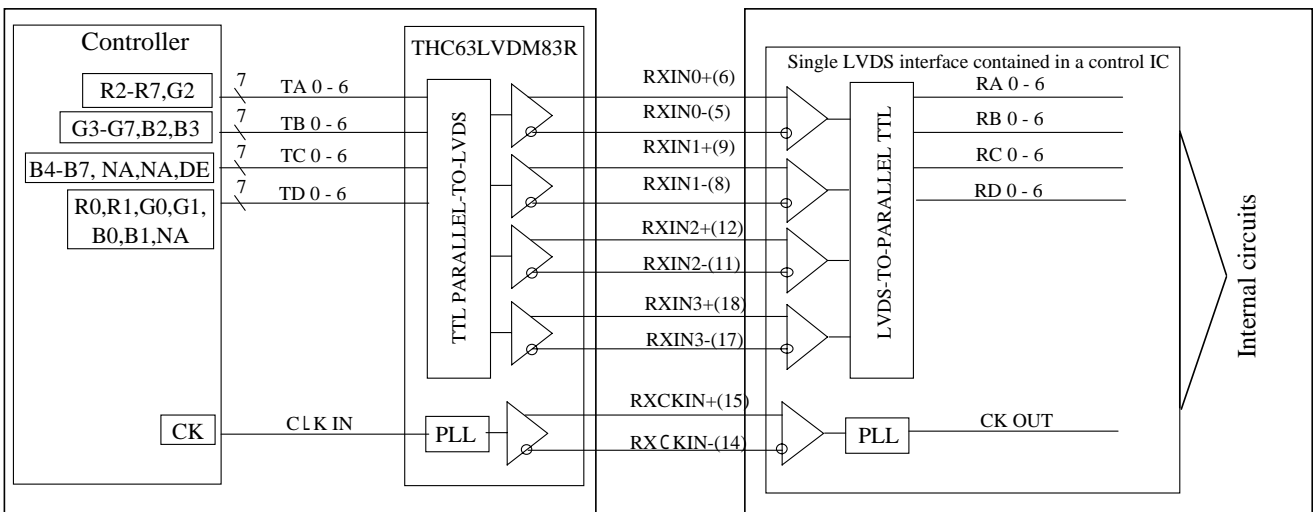 Controller
R2-R7,G2
G3-G7,B2,B3
B4-B7, NA,NA,DE
R0,R1,G0,G1,
B0,B1,NA
CK
7
TA 0 - 6
7
TB 0 - 6
7
TC 0 - 6
7
TD 0 - 6
CLK IN
THC63LVDM83R
TTL PARALLEL-TO-LVDS
PLL
RXIN0+(6)
RXIN0-(5)
RXIN1+(9)
RXIN1-(8)
RXIN2+(12)
RXIN2-(11)
RXIN3+(18)
RXIN3-(17)
RXCKIN+(15)
RXCKIN-(14)
Single LVDS interface contained in a control IC
LVDS-TO-PARALLEL TTL
PLL
RA 0 - 6
RB 0 - 6
RC 0 - 6
RD 0 - 6
CK OUT
Internal circuits